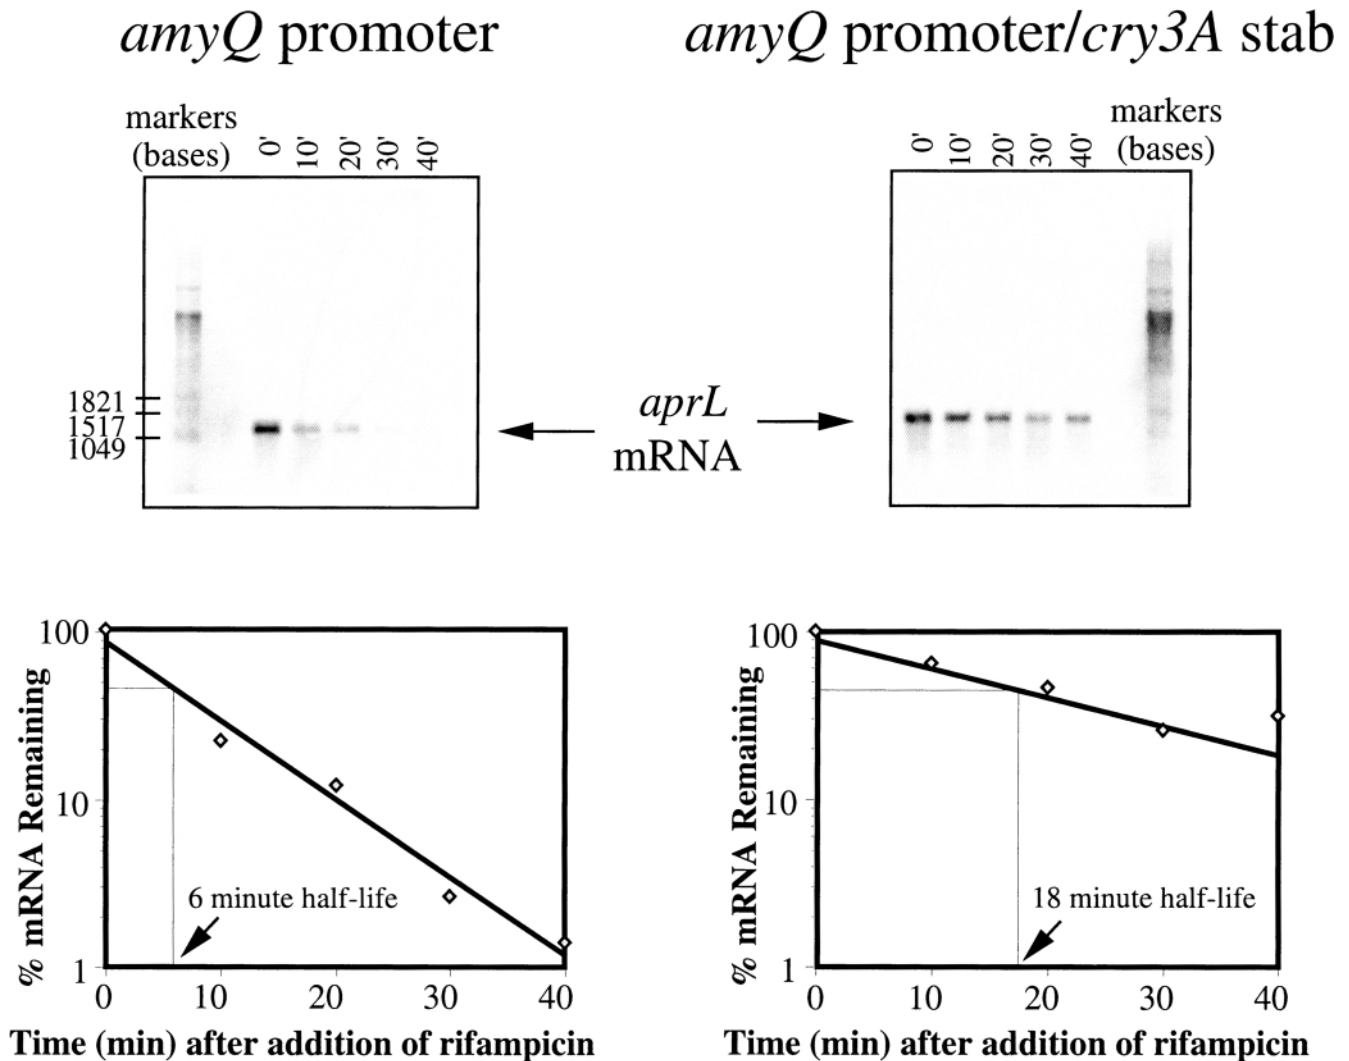 amyQ promoter
amyQ promoter/cry3A stab
markers
(bases)
0'
10'
20'
30'
40'
0'
10'
20'
30'
40'
markers
(bases)
1821
1517
1049
aprL
mRNA
% mRNA Remaining
100
10
1
6 minute half-life
0
10
20
30
40
Time (min) after addition of rifampicin
% mRNA Remaining
100
10
1
18 minute half-life
0
10
20
30
40
Time (min) after addition of rifampicin